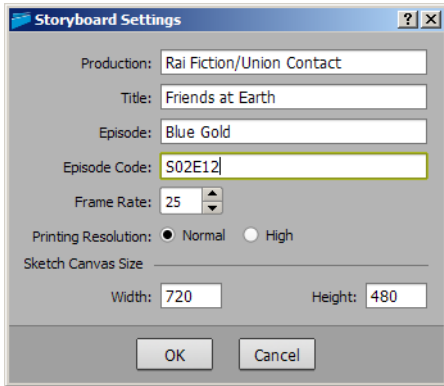 Storyboard Settings
Production: Rai Fiction/Union Contact
Title: Friends at Earth
Episode: Blue Gold
Episode Code: S02E12
Frame Rate: 25
Printing Resolution: Normal High
Sketch Canvas Size
Width: 720 Height: 480
OK Cancel